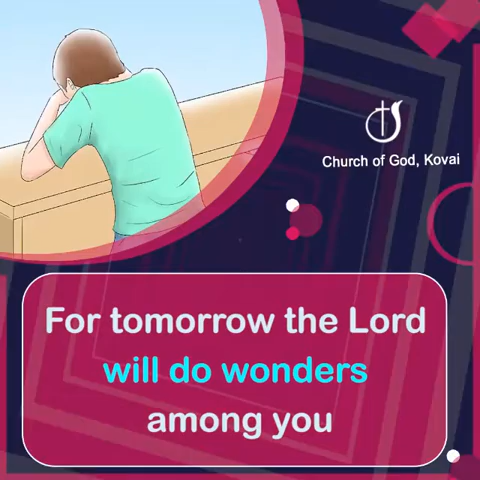 Church of God, Kovai
For tomorrow the Lord
will do wonders
among you